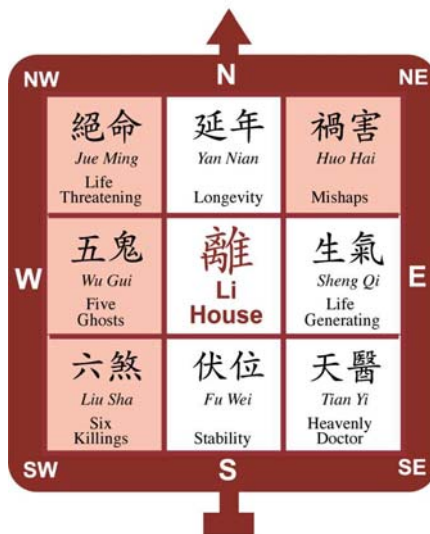 N
NW
NE
絕命
Jue Ming
Life
Threatening
延年
Yan Nian
Longevity
禍害
Huo Hai
Mishaps
W
五鬼
Wu Gui
Five
Ghosts
離
Li
House
生氣
Sheng Qi
Life
Generating
E
六煞
Liu Sha
Six
Killings
伏位
Fu Wei
Stability
天醫
Tian Yi
Heavenly
Doctor
SW
S
SE